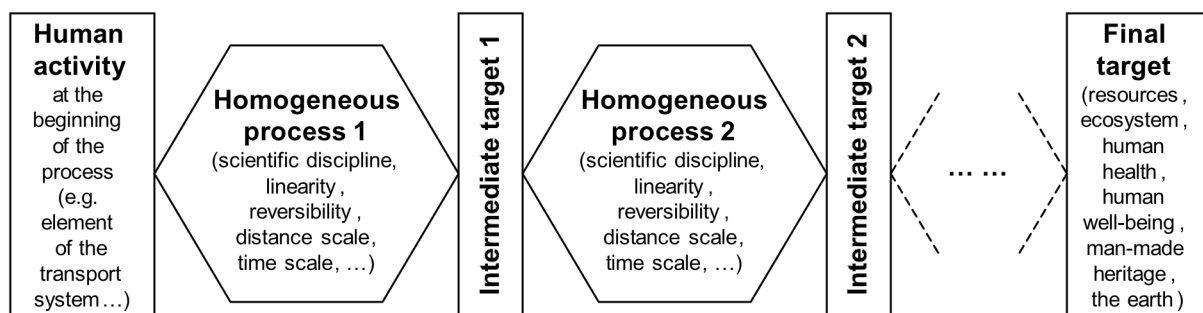 Human
activity
at the
beginning
of the
process
(e.g.
element
of the
transport
system…)
Homogeneous
process 1
(scientific discipline,
linearity ,
reversibility ,
distance scale,
time scale, …)
Intermediate target 1
Homogeneous
process 2
(scientific discipline,
linearity ,
reversibility ,
distance scale,
time scale, …)
Intermediate target 2
… …
Final
target
(resources ,
ecosystem ,
human
health,
human
well-being ,
man-made
heritage ,
the earth )